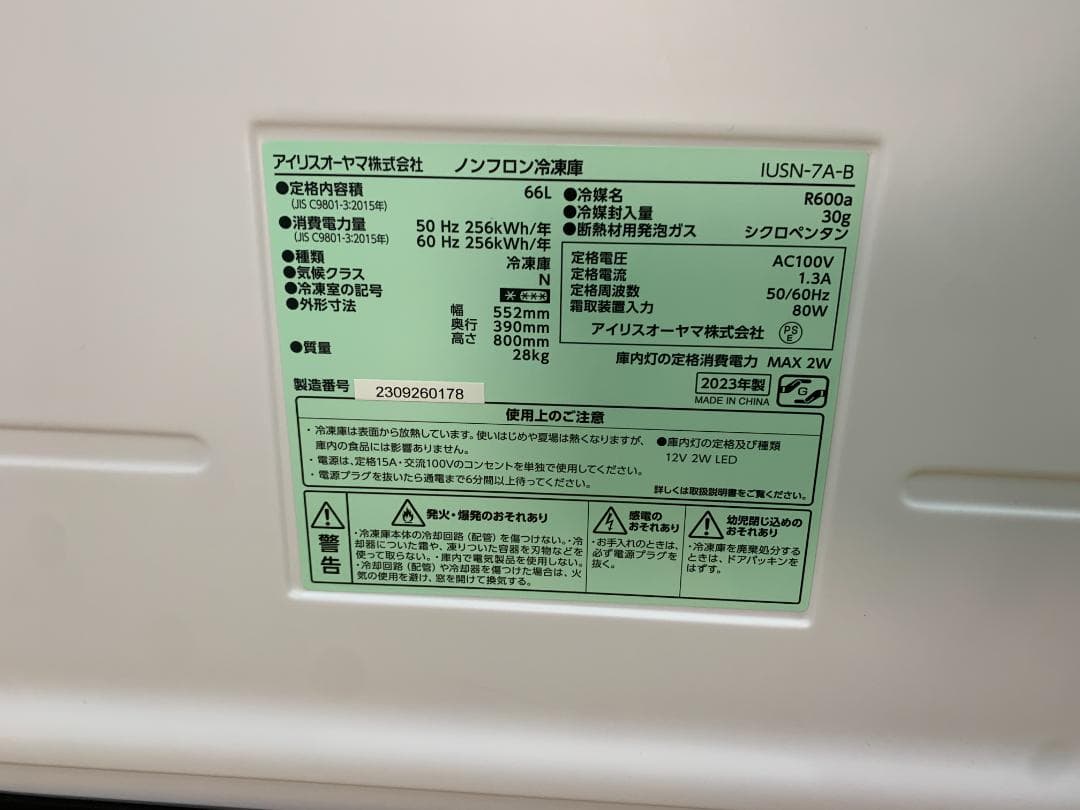 アイリスオーヤマ株式会社 ノンフロン冷凍庫 IUSN-7A-B
●定格内容積 66L
(JIS C9801-3:2015年)
●消費電力量 50 Hz 256kWh/年
(JIS C9801-3:2015年) 60 Hz 256kWh/年
●種類 冷凍庫
●気候クラス N
●冷凍室の記号
●外形寸法 幅 552mm
奥行 390mm
高さ 800mm
●質量 28kg
●冷媒名 R600a
●冷媒封入量 30g
●断熱材用発泡ガス シクロペンタン
定格電圧 AC100V
定格電流 1.3A
定格周波数 50/60Hz
霜取装置入力 80W
アイリスオーヤマ株式会社 PSE
庫内灯の定格消費電力 MAX 2W
製造番号 2309260178
2023年製
MADE IN CHINA
G
使用上のご注意
・冷凍庫は表面から放熱しています。使いはじめや夏場は熱くなりますが、
庫内の食品には影響ありません。
・電源は、定格15A・交流100Vのコンセントを単独で使用してください。
・電源プラグを抜いたら通電まで6分間以上待ってください。
●庫内灯の定格及び種類
12V 2W LED
詳しくは取扱説明書をご覧ください。
警告
発火・爆発のおそれあり
・冷凍庫本体の冷却回路(配管)を傷つけない。・冷
却器についた霜や、凍りついた容器を刃物などを
使って取らない。・庫内で電気製品を使用しない。
・冷却回路(配管)や冷却器を傷つけた場合は、火
気の使用を避け、窓を開けて換気する。
感電の
おそれあり
・お手入れのときは、
必ず電源プラグを
抜く。
幼児閉じ込めの
おそれあり
・冷凍庫を廃棄処分する
ときは、ドアパッキンを
はずす。